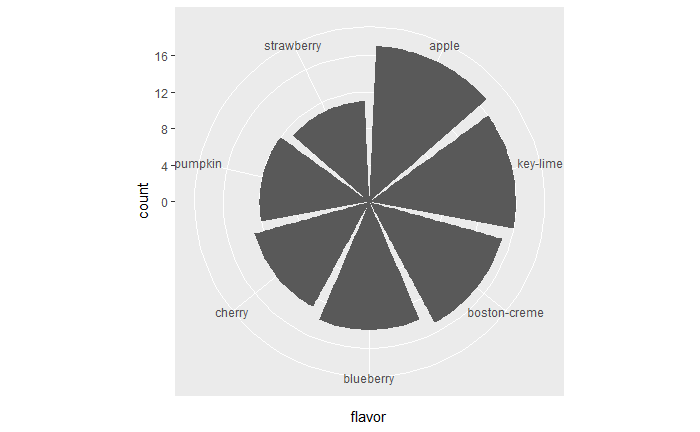 strawberry
apple
16
12
8
pumpkin
4
key-lime
0
count
cherry
boston-creme
blueberry
flavor